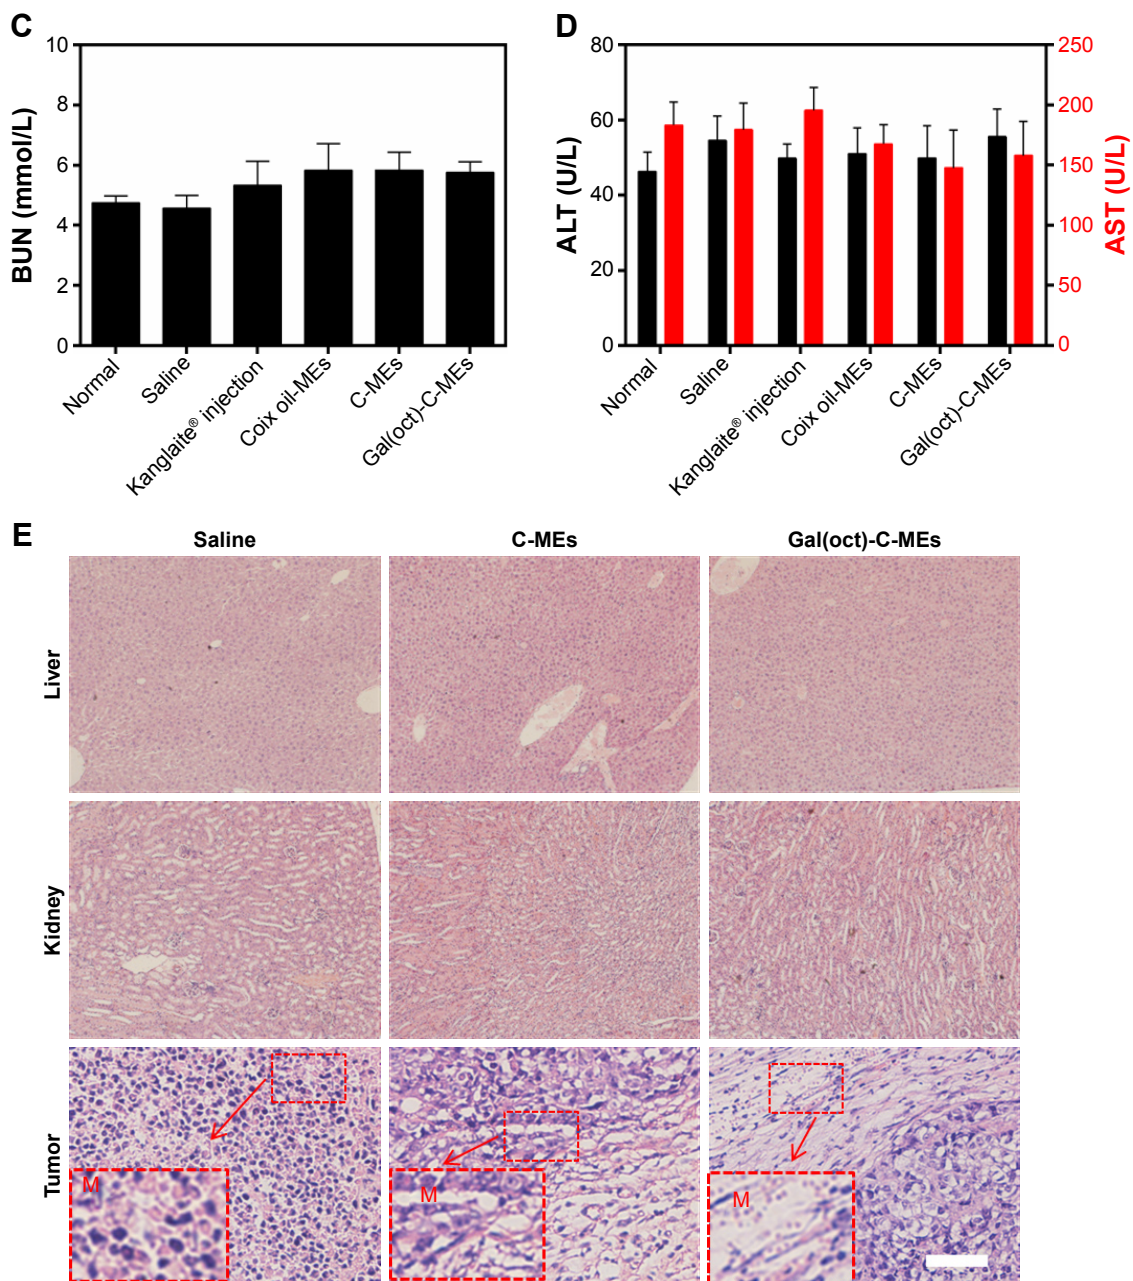 C
BUN (mmol/L)
10
8
6
4
2
0
Normal
Saline
Kanglaite® injection
Coix oil-MEs
C-MEs
Gal(oct)-C-MEs
D
ALT (U/L)
80
60
40
20
0
AST (U/L)
250
200
150
100
50
0
Normal
Saline
Kanglaite® injection
Coix oil-MEs
C-MEs
Gal(oct)-C-MEs
E
Saline
C-MEs
Gal(oct)-C-MEs
Liver
Kidney
Tumor
M
M
M